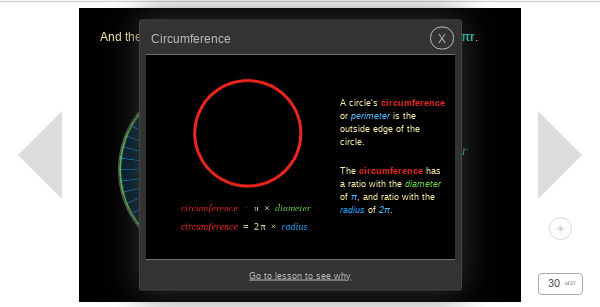 And the
πr.
Circumference
X
A circle's circumference
or perimeter is the
outside edge of the
circle.
The circumference has
a ratio with the diameter
of π, and ratio with the
radius of 2π.
r
circumference = π × diameter
circumference = 2π × radius
Go to lesson to see why
30 of 37